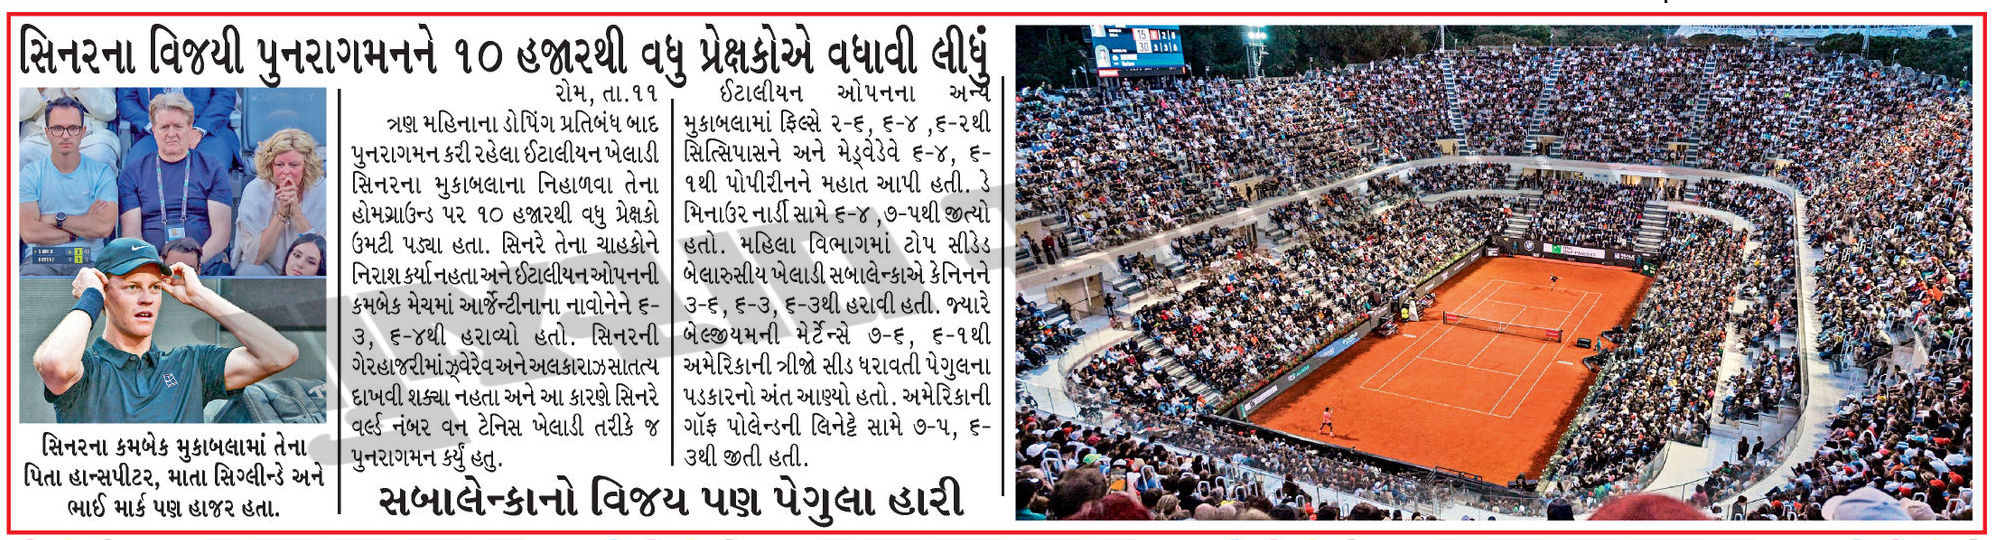 સિનરના વિજયી પુનરાગમનને ૧૦ હજારથી વધુ પ્રેક્ષકોએ વધાવી લીધું
રોમ, તા.૧૧
ત્રણ મહિનાના ડોપિંગ પ્રતિબંધ બાદ
પુનરાગમન કરી રહેલા ઈટાલીયન ખેલાડી
સિનરના મુકાબલાના નિહાળવા તેના
હોમગ્રાઉન્ડ પર ૧૦ હજારથી વધુ પ્રેક્ષકો
ઉમટી પડ્યા હતા. સિનરે તેના ચાહકોને
નિરાશ કર્યા નહતા અને ઈટાલીયન ઓપનની
કમબેક મેચમાં આર્જેન્ટીનાના નાવોનેને ૬-
૩, ૬-૪થી હરાવ્યો હતો. સિનરની
ગેરહાજરીમાં ઝ્વેરેવ અને અલકારાઝ સાતત્ય
દાખવી શક્યા નહતા અને આ કારણે સિનરે
વર્લ્ડ નંબર વન ટેનિસ ખેલાડી તરીકે જ
પુનરાગમન કર્યું હતુ.
ઈટાલીયન ઓપનના અન્ય
મુકાબલામાં ફિલ્સે ૨-૬, ૬-૪ ,૬-૨થી
સિત્સિપાસને અને મેડ્વેડેવે ૬-૪, ૬-
૧થી પોપીરીનને મહાત આપી હતી. ડે
મિનાઉર નાર્ડી સામે ૬-૪ ,૭-૫થી જીત્યો
હતો. મહિલા વિભાગમાં ટોપ સીડેડ
બેલારુસીય ખેલાડી સબાલેન્કાએ કેનિનને
૩-૬, ૬-૩, ૬-૩થી હરાવી હતી. જ્યારે
બેલ્જીયમની મેર્ટેન્સે ૭-૬, ૬-૧થી
અમેરિકાની ત્રીજો સીડ ધરાવતી પેગુલના
પડકારનો અંત આણ્યો હતો. અમેરિકાની
ગૉફ પોલેન્ડની લિનેટ્ટે સામે ૭-૫, ૬-
૩થી જીતી હતી.
સિનરના કમબેક મુકાબલામાં તેના
પિતા હાન્સપીટર, માતા સિગ્લીન્ડે અને
ભાઈ માર્ક પણ હાજર હતા.
સબાલેન્કાનો વિજય પણ પેગુલા હારી